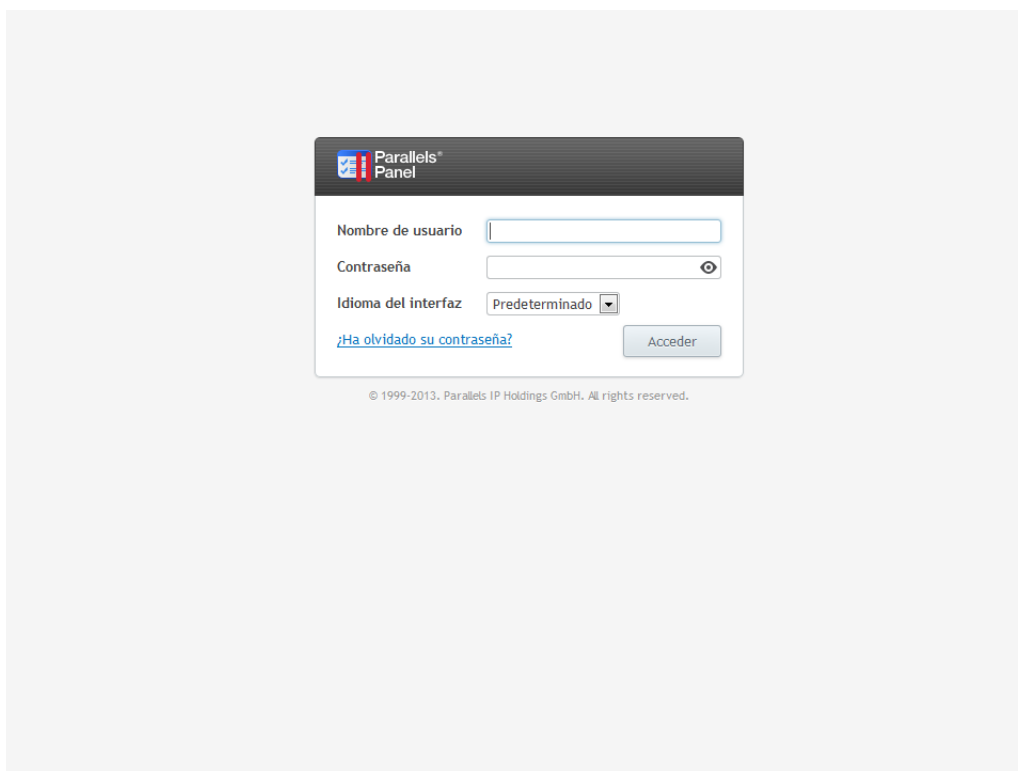 Parallels®
Panel
Nombre de usuario
Contraseña
Idioma del interfaz Predeterminado
¿Ha olvidado su contraseña? Acceder
© 1999-2013. Parallels IP Holdings GmbH. All rights reserved.